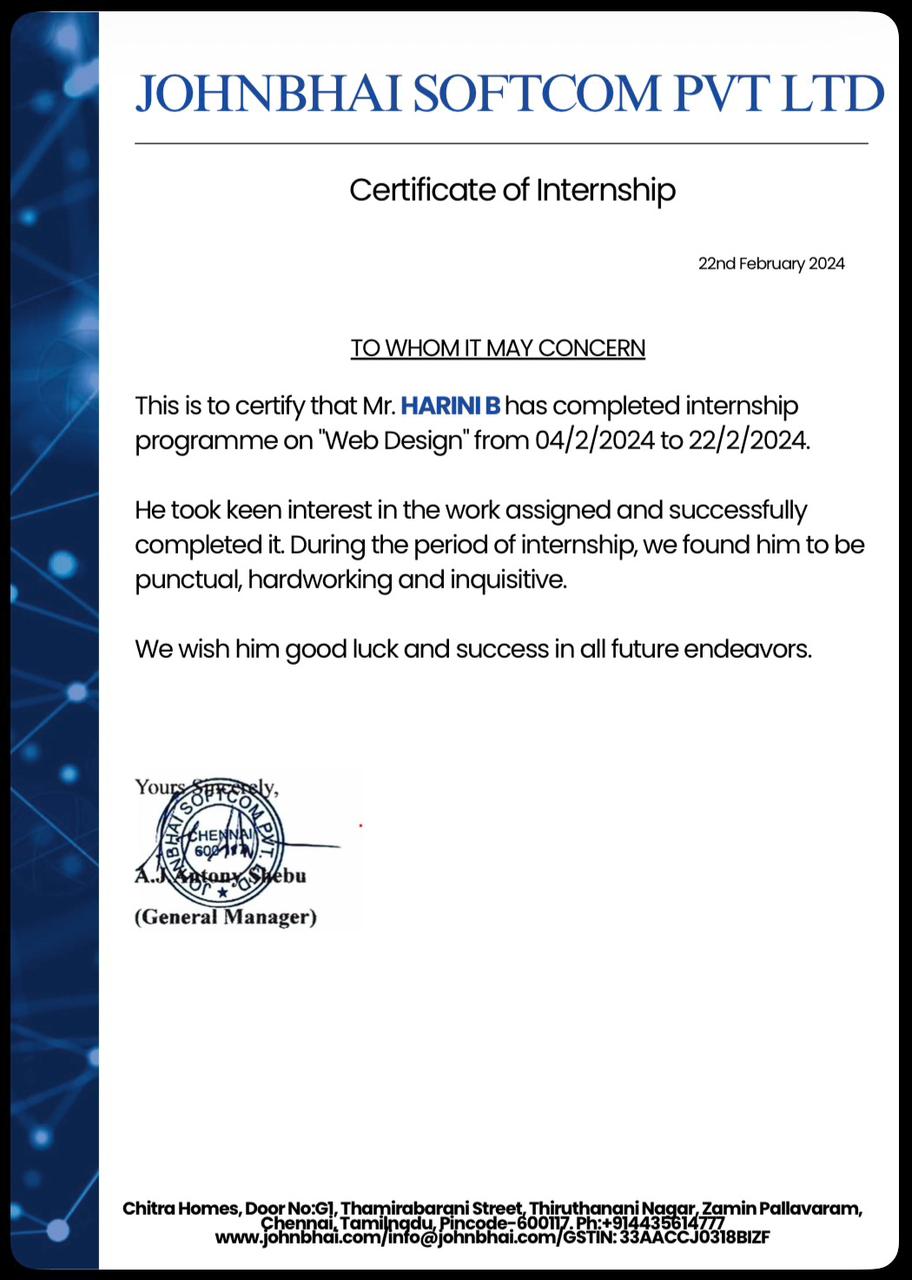 JOHNBHAI SOFTCOM PVT LTD
Certificate of Internship
22nd February 2024
TO WHOM IT MAY CONCERN
This is to certify that Mr. HARINI B has completed internship
programme on "Web Design" from 04/2/2024 to 22/2/2024.
He took keen interest in the work assigned and successfully
completed it. During the period of internship, we found him to be
punctual, hardworking and inquisitive.
We wish him good luck and success in all future endeavors.
Yours Sincerely,
JOHNBHAI SOFTCOM PVT. LTD
CHENNAI
A.J Antony Shebu
(General Manager)
Chitra Homes, Door No:G1, Thamirabarani Street, Thiruthanani Nagar, Zamin Pallavaram,
Chennai, Tamilnadu, Pincode-600117. Ph:+914435614777
www.johnbhai.com/info@johnbhai.com/GSTIN: 33AACCJ0318BIZF